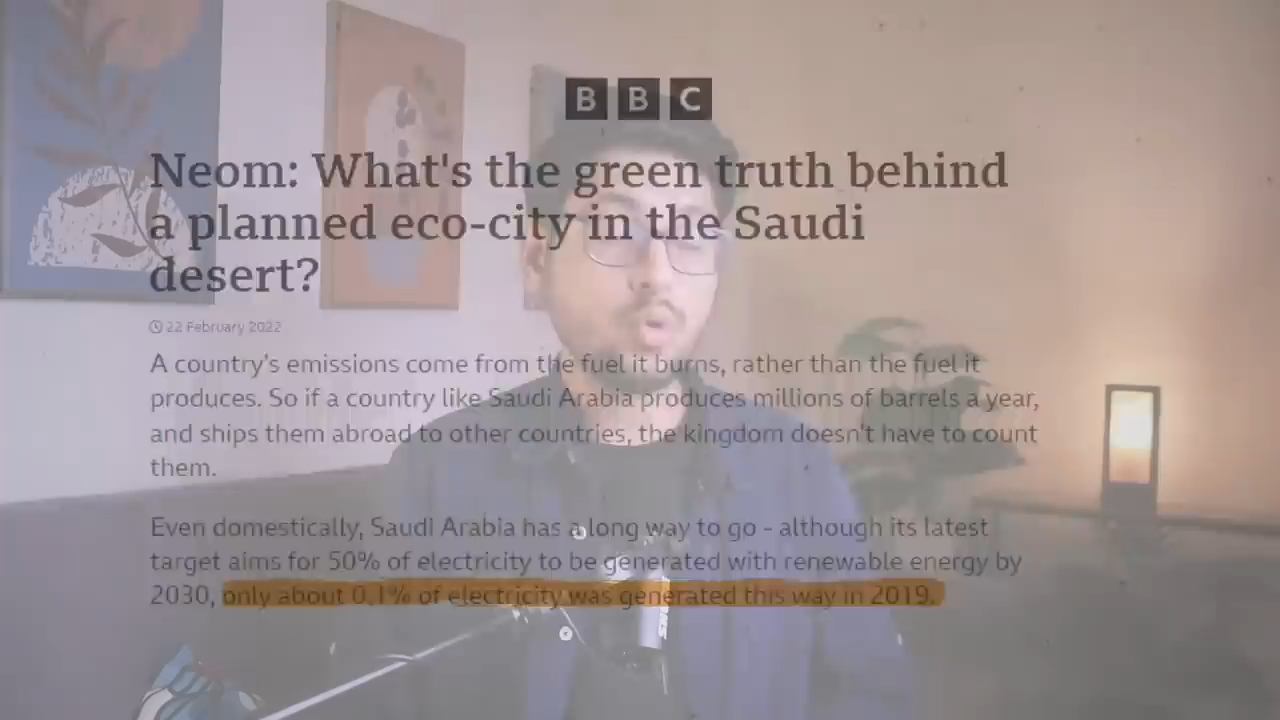 BBC
Neom: What's the green truth behind
a planned eco-city in the Saudi
desert?
22 February 2022
A country's emissions come from the fuel it burns, rather than the fuel it
produces. So if a country like Saudi Arabia produces millions of barrels a year,
and ships them abroad to other countries, the kingdom doesn't have to count
them.
Even domestically, Saudi Arabia has a long way to go - although its latest
target aims for 50% of electricity to be generated with renewable energy by
2030, only about 0.1% of electricity was generated this way in 2019.